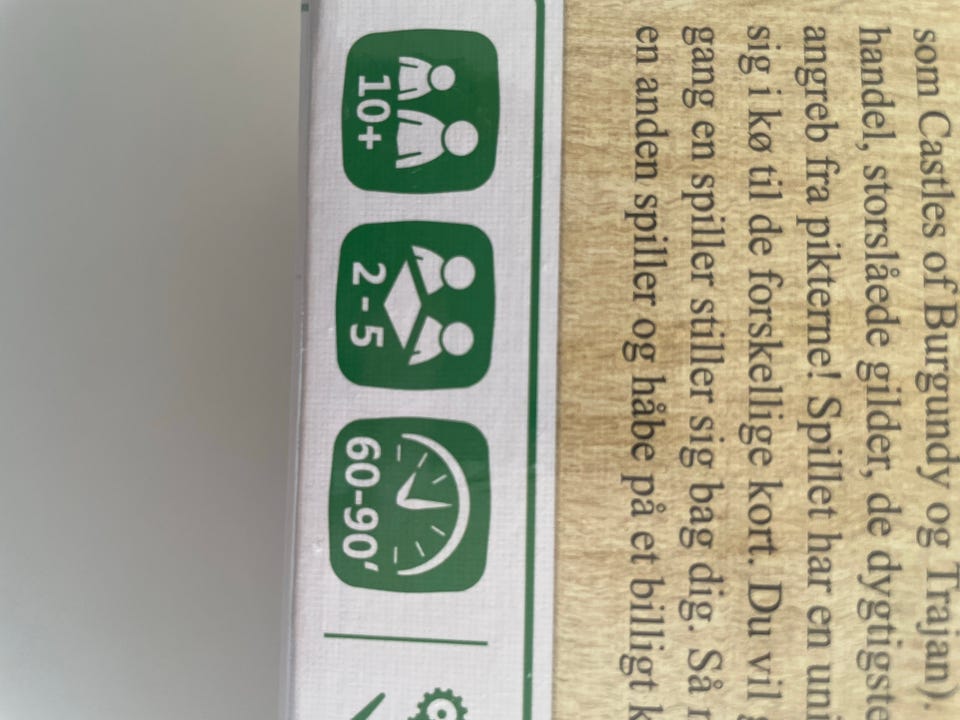 som Castles of Burgundy og Trajan).
handel, storslåede gilder, de dygtigste
angreb fra pikterne! Spillet har en uni
sig i kø til de forskellige kort. Du vil
gang en spiller stiller sig bag dig. Så
en anden spiller og håbe på et billigt k
10+
2 - 5
60-90'